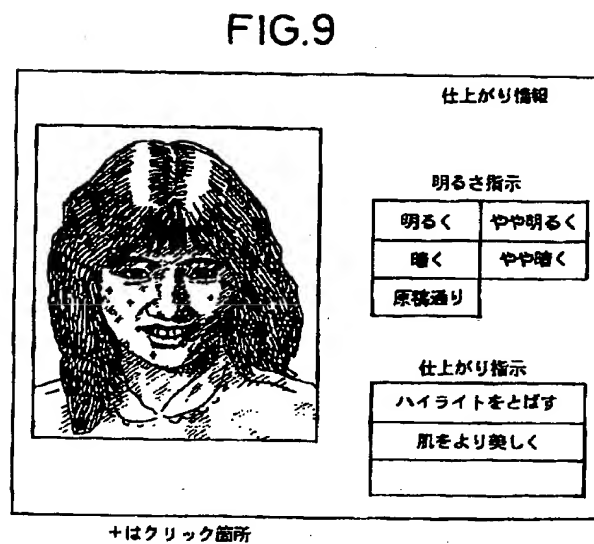 FIG.9
仕上がり情報
明るさ指示
明るく やや明るく
暗く やや暗く
原稿通り
仕上がり指示
ハイライトをとばす
肌をより美しく
+はクリック箇所